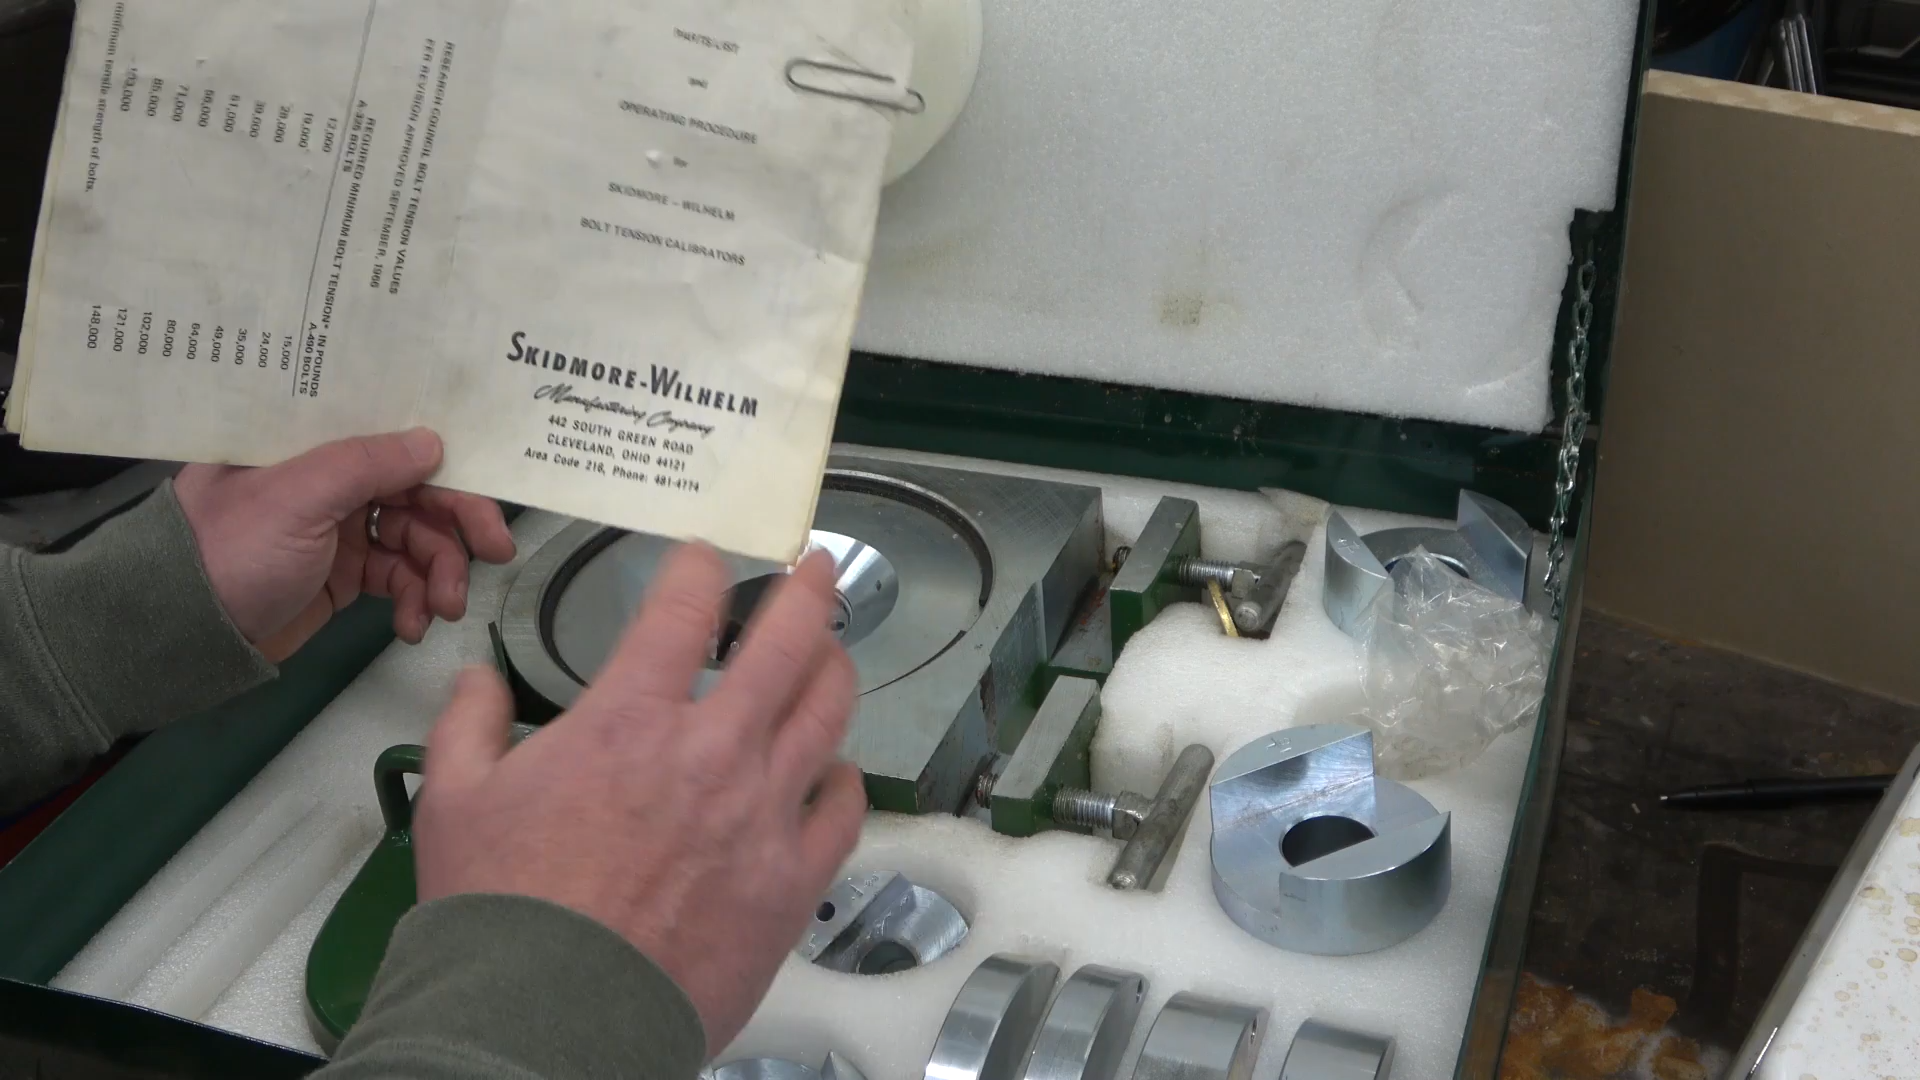 PARTS LIST
and
OPERATING PROCEDURE
for
SKIDMORE – WILHELM
BOLT TENSION CALIBRATORS
SKIDMORE-WILHELM
Manufacturing Company
442 SOUTH GREEN ROAD
CLEVELAND, OHIO 44121
Area Code 216, Phone: 481-4774
RESEARCH COUNCIL BOLT TENSION VALUES
PER REVISION APPROVED SEPTEMBER, 1966
REQUIRED MINIMUM BOLT TENSION* IN POUNDS
A-325 BOLTS A-490 BOLTS
12,000 15,000
19,000 24,000
28,000 35,000
39,000 49,000
51,000 64,000
56,000 80,000
71,000 102,000
85,000 121,000
103,000 148,000
minimum tensile strength of bolts.